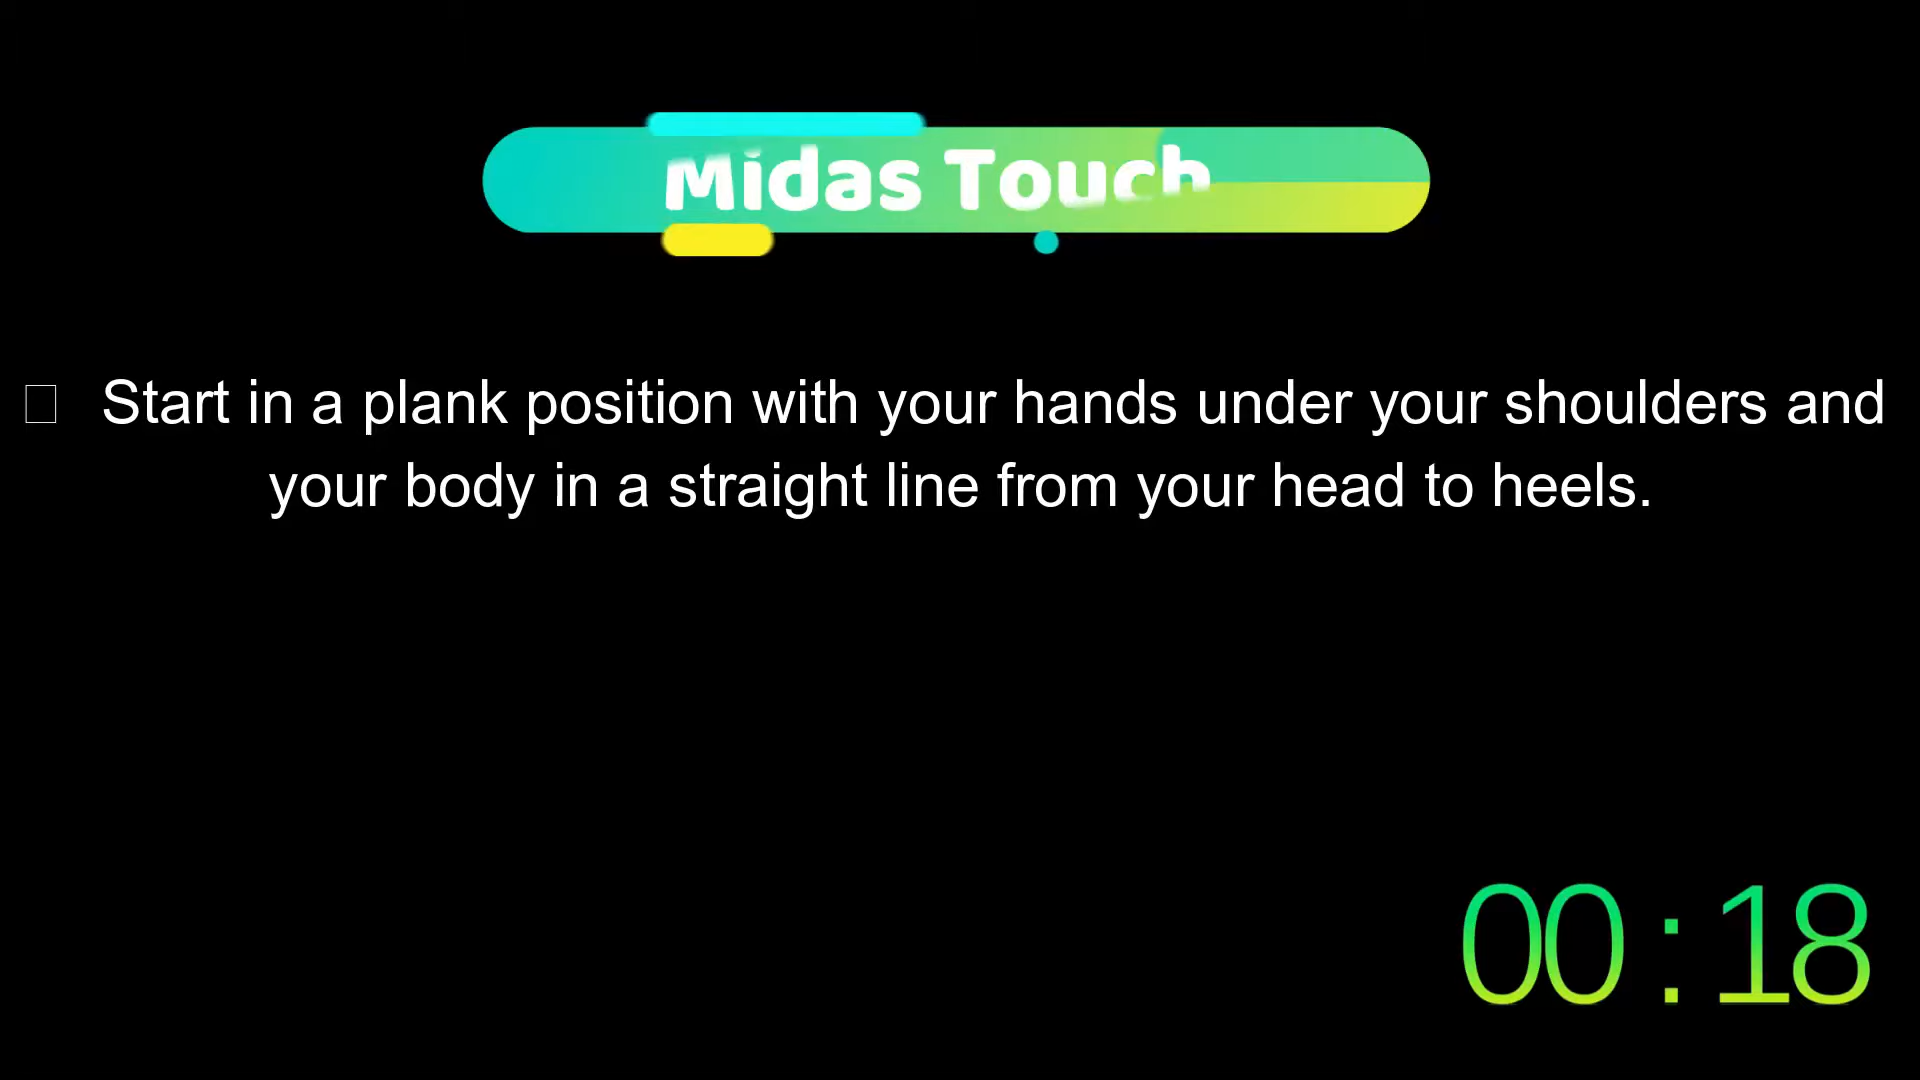 Midas Touch
Start in a plank position with your hands under your shoulders and
your body in a straight line from your head to heels.
00:18